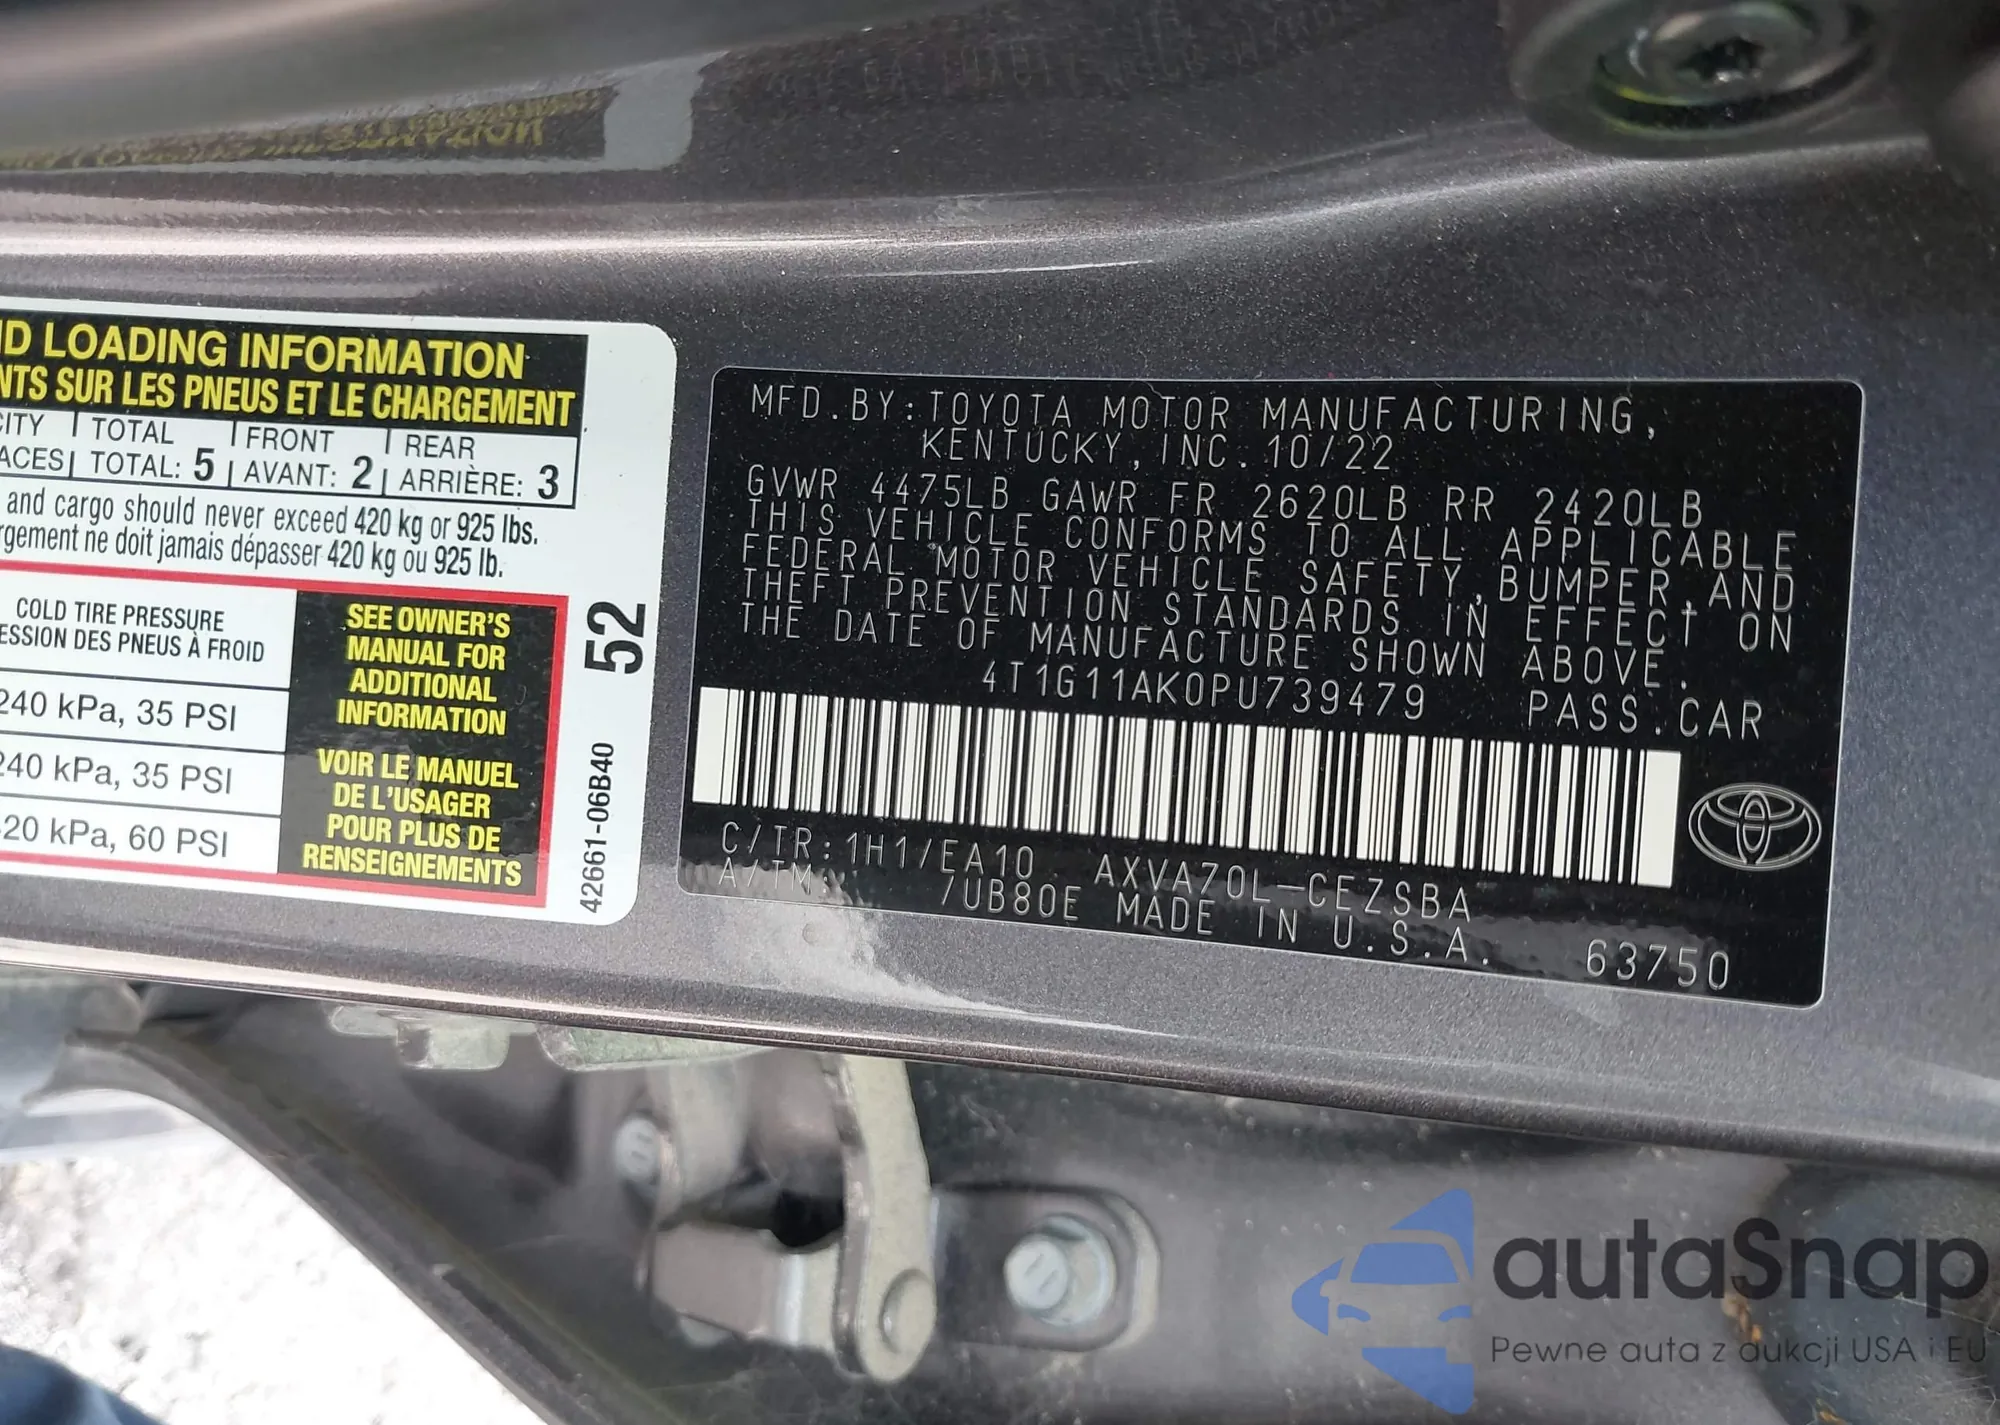 ND LOADING INFORMATION
NTS SUR LES PNEUS ET LE CHARGEMENT
CITY TOTAL FRONT REAR
ACES TOTAL: 5 AVANT: 2 ARRIÈRE: 3
and cargo should never exceed 420 kg or 925 lbs.
rgement ne doit jamais dépasser 420 kg ou 925 lb.
COLD TIRE PRESSURE
ESSION DES PNEUS À FROID
240 kPa, 35 PSI
240 kPa, 35 PSI
20 kPa, 60 PSI
SEE OWNER'S
MANUAL FOR
ADDITIONAL
INFORMATION
VOIR LE MANUEL
DE L'USAGER
POUR PLUS DE
RENSEIGNEMENTS
52
42661-06B40
MFD.BY:TOYOTA MOTOR MANUFACTURING,
KENTUCKY, INC. 10/22
GVWR 4475LB GAWR FR 2620LB RR 2420LB
THIS VEHICLE CONFORMS TO ALL APPLICABLE
FEDERAL MOTOR VEHICLE SAFETY, BUMPER, AND
THEFT PREVENTION STANDARDS IN EFFECT ON
THE DATE OF MANUFACTURE SHOWN ABOVE.
4T1G11AK0PU739479 PASS.CAR
C/TR:1H1/EA10 AXVA70L-CEZSBA
A/TM: /UB80E MADE IN U.S.A. 63750
autoSnap
Pewne auta z aukcji USA i EU